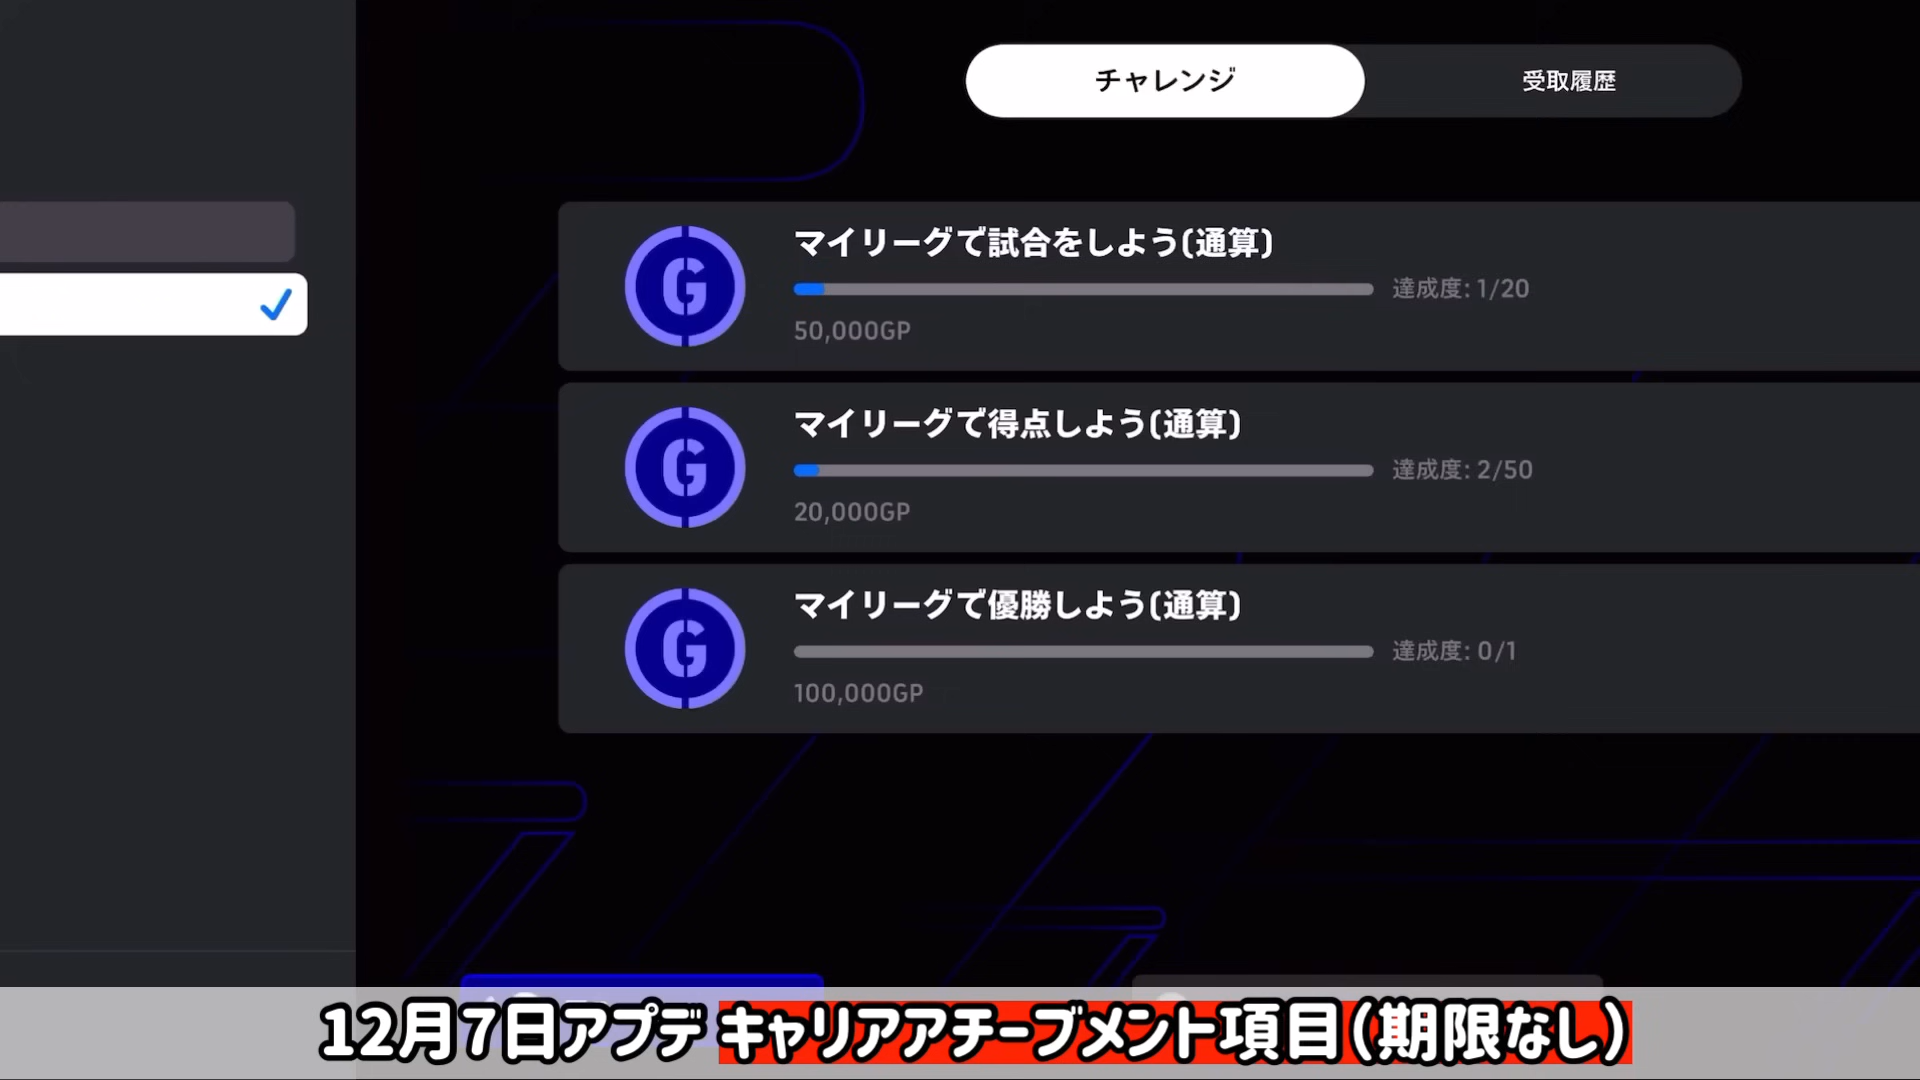 チャレンジ
受取履歴
マイリーグで試合をしよう(通算)
達成度: 1/20
50,000GP
マイリーグで得点しよう(通算)
達成度: 2/50
20,000GP
マイリーグで優勝しよう(通算)
達成度: 0/1
100,000GP
12月7日アプデ キャリアアチーブメント項目(期限なし)